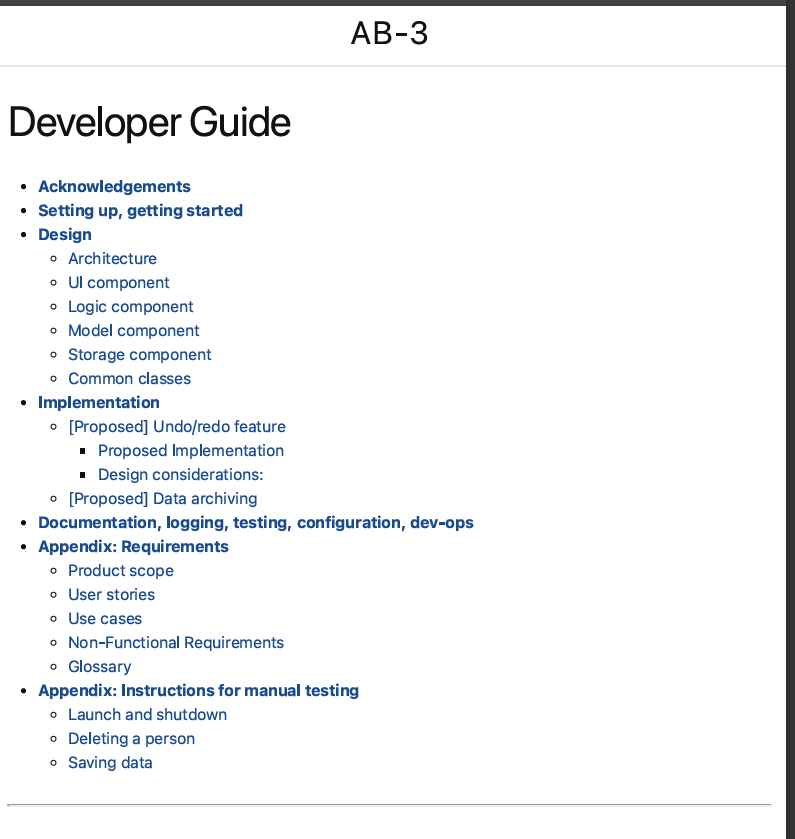 AB-3
Developer Guide
Acknowledgements
Setting up, getting started
Design
Architecture
UI component
Logic component
Model component
Storage component
Common classes
Implementation
[Proposed] Undo/redo feature
Proposed Implementation
Design considerations:
[Proposed] Data archiving
Documentation, logging, testing, configuration, dev-ops
Appendix: Requirements
Product scope
User stories
Use cases
Non-Functional Requirements
Glossary
Appendix: Instructions for manual testing
Launch and shutdown
Deleting a person
Saving data